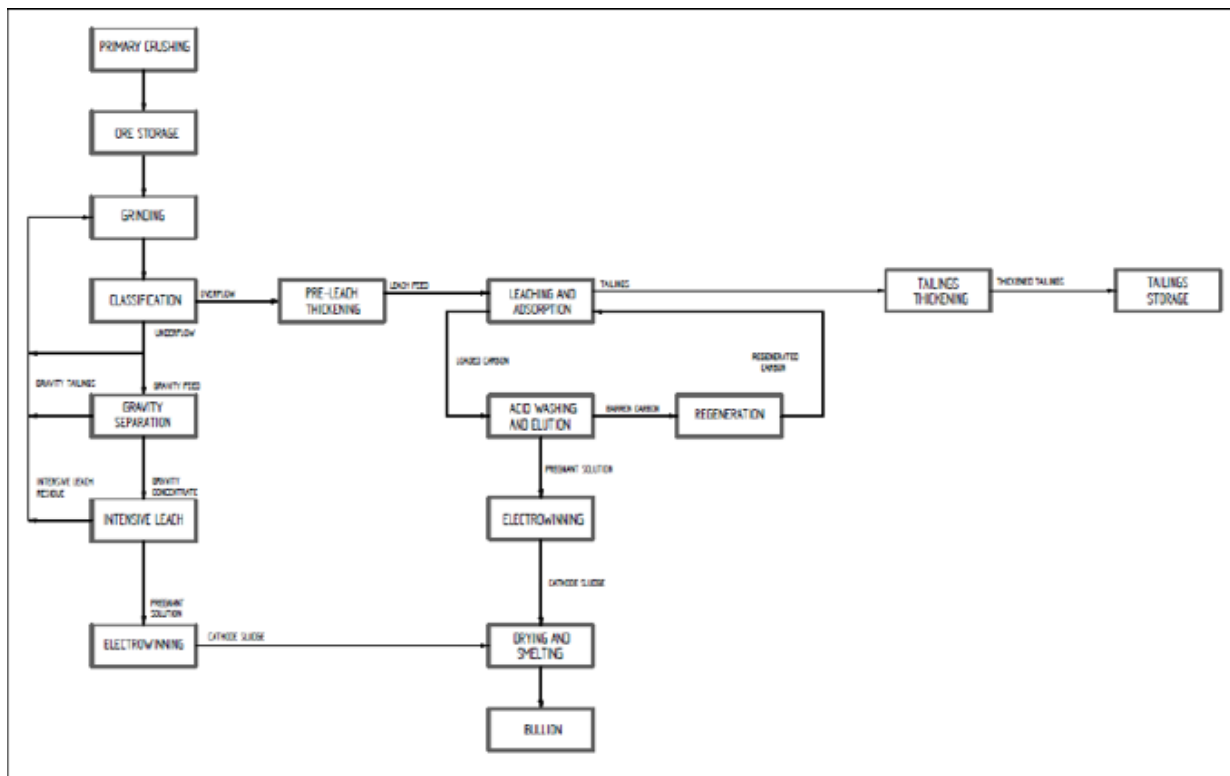 PRIMARY CRUSHING
ORE STORAGE
GRINDING
CLASSIFICATION
OVERFLOW
PRE-LEACH
THICKENING
LEACH FEED
LEACHING AND
ADSORPTION
TAILINGS
TAILINGS
THICKENING
THICKENED TAILINGS
TAILINGS
STORAGE
UNDERFLOW
GRAVITY TAILINGS
GRAVITY FEED
LOADED CARBON
REGENERATED
CARBON
GRAVITY
SEPARATION
ACID WASHING
AND ELUTION
BARREN CARBON
REGENERATION
INTENSIVE LEACH
RESIDUE
GRAVITY
CONCENTRATE
PREGNANT SOLUTION
INTENSIVE LEACH
ELECTROWINNING
CATHODE SLUDGE
PREGNANT
SOLUTION
ELECTROWINNING
CATHODE SLUDGE
DRYING AND
SMELTING
BULLION